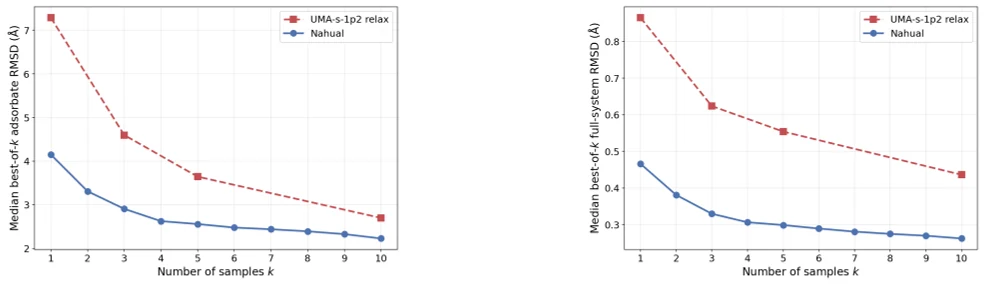 Median best-of-k adsorbate RMSD (Å)
7
6
5
4
3
2
UMA-s-1p2 relax
Nahual
1 2 3 4 5 6 7 8 9 10
Number of samples k
Median best-of-k full-system RMSD (Å)
0.8
0.7
0.6
0.5
0.4
0.3
UMA-s-1p2 relax
Nahual
1 2 3 4 5 6 7 8 9 10
Number of samples k